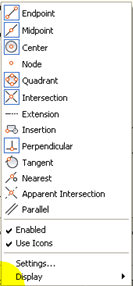 Endpoint
Midpoint
Center
Node
Quadrant
Intersection
Extension
Insertion
Perpendicular
Tangent
Nearest
Apparent Intersection
Parallel
Enabled
Use Icons
Settings...
Display